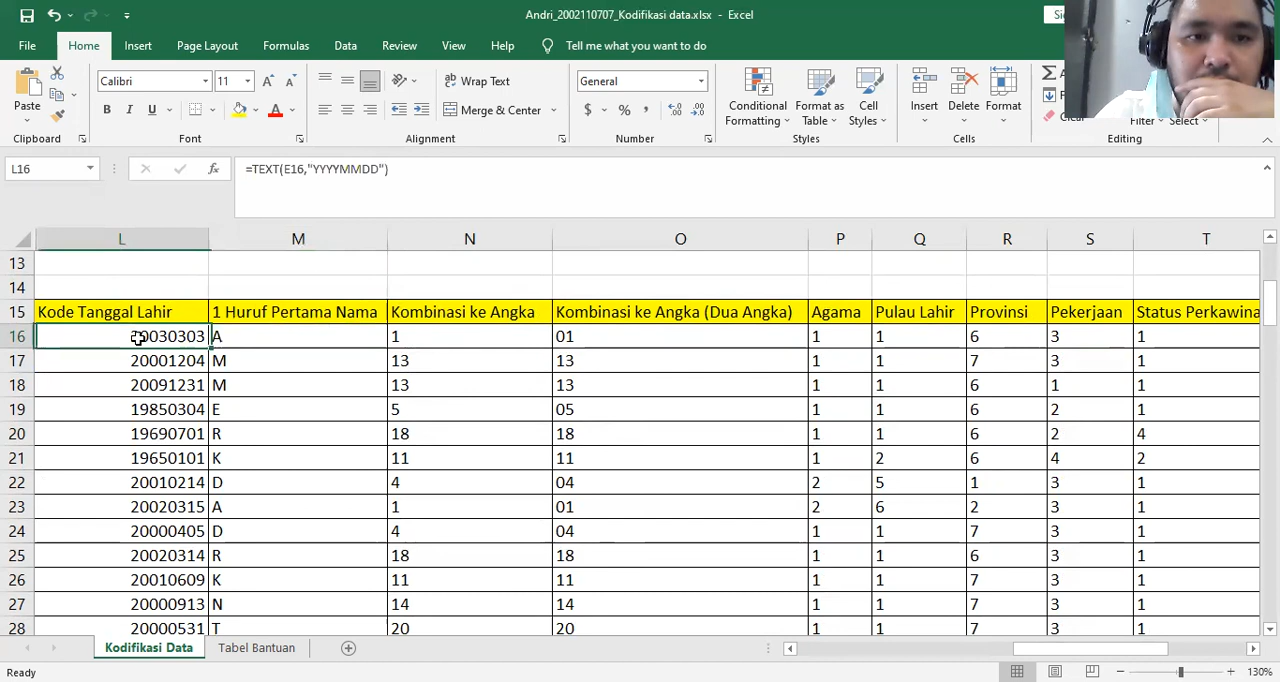 Andri_2002110707_Kodifikasi data.xlsx - Excel
File Home Insert Page Layout Formulas Data Review View Help Tell me what you want to do
Calibri 11 Wrap Text General
Paste B I U Merge & Center $ % , Conditional Formatting Format as Table Cell Styles Insert Delete Format Filter Select
Clipboard Font Alignment Number Styles Cells Editing
L16 fx =TEXT(E16,"YYYYMMDD")
L M N O P Q R S T
13
14
15 Kode Tanggal Lahir 1 Huruf Pertama Nama Kombinasi ke Angka Kombinasi ke Angka (Dua Angka) Agama Pulau Lahir Provinsi Pekerjaan Status Perkawina
16 20030303 A 1 01 1 1 6 3 1
17 20001204 M 13 13 1 1 7 3 1
18 20091231 M 13 13 1 1 6 1 1
19 19850304 E 5 05 1 1 6 2 1
20 19690701 R 18 18 1 1 6 2 4
21 19650101 K 11 11 1 2 6 4 2
22 20010214 D 4 04 2 5 1 3 1
23 20020315 A 1 01 2 6 2 3 1
24 20000405 D 4 04 1 1 7 3 1
25 20020314 R 18 18 1 1 6 3 1
26 20010609 K 11 11 1 1 7 3 1
27 20000913 N 14 14 1 1 7 3 1
28 20000531 T 20 20 1 1 7 3 1
Kodifikasi Data Tabel Bantuan
Ready 130%